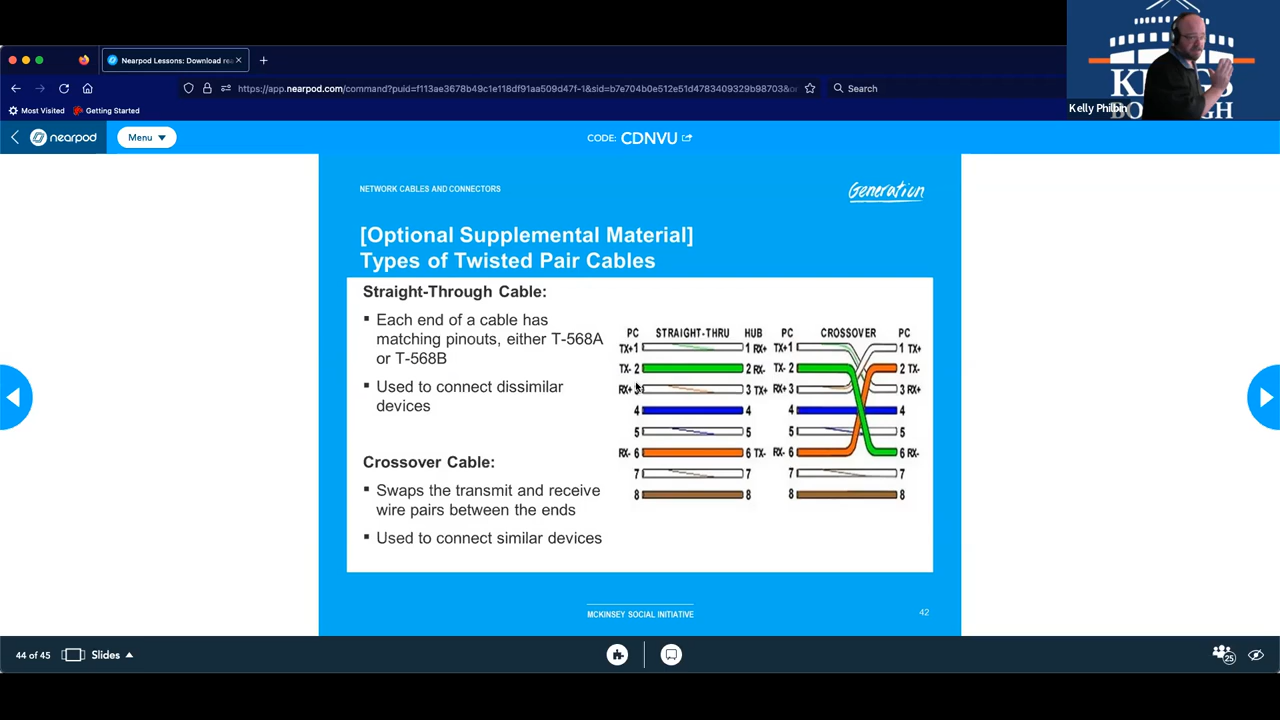 Nearpod Lessons: Download rea
https://app.nearpod.com/command?puid=f113ae3678b49c1e118df91aa509d47f-1&sid=b7e704b0e512e51d4783409329b98703&o
Search
Most Visited
Getting Started
Kelly Philbin
nearpod
Menu
CODE: CDNVU
NETWORK CABLES AND CONNECTORS
Generation
[Optional Supplemental Material]
Types of Twisted Pair Cables
Straight-Through Cable:
▪ Each end of a cable has
matching pinouts, either T-568A
or T-568B
▪ Used to connect dissimilar
devices
Crossover Cable:
▪ Swaps the transmit and receive
wire pairs between the ends
▪ Used to connect similar devices
PC STRAIGHT-THRU HUB
TX+ 1 1 RX+
TX- 2 2 RX-
RX+ 3 3 TX+
4 4
5 5
RX- 6 6 TX-
7 7
8 8
PC CROSSOVER PC
TX+ 1 1 TX+
TX- 2 2 TX-
RX+ 3 3 RX+
4 4
5 5
RX- 6 6 RX-
7 7
8 8
MCKINSEY SOCIAL INITIATIVE
42
44 of 45
Slides
25